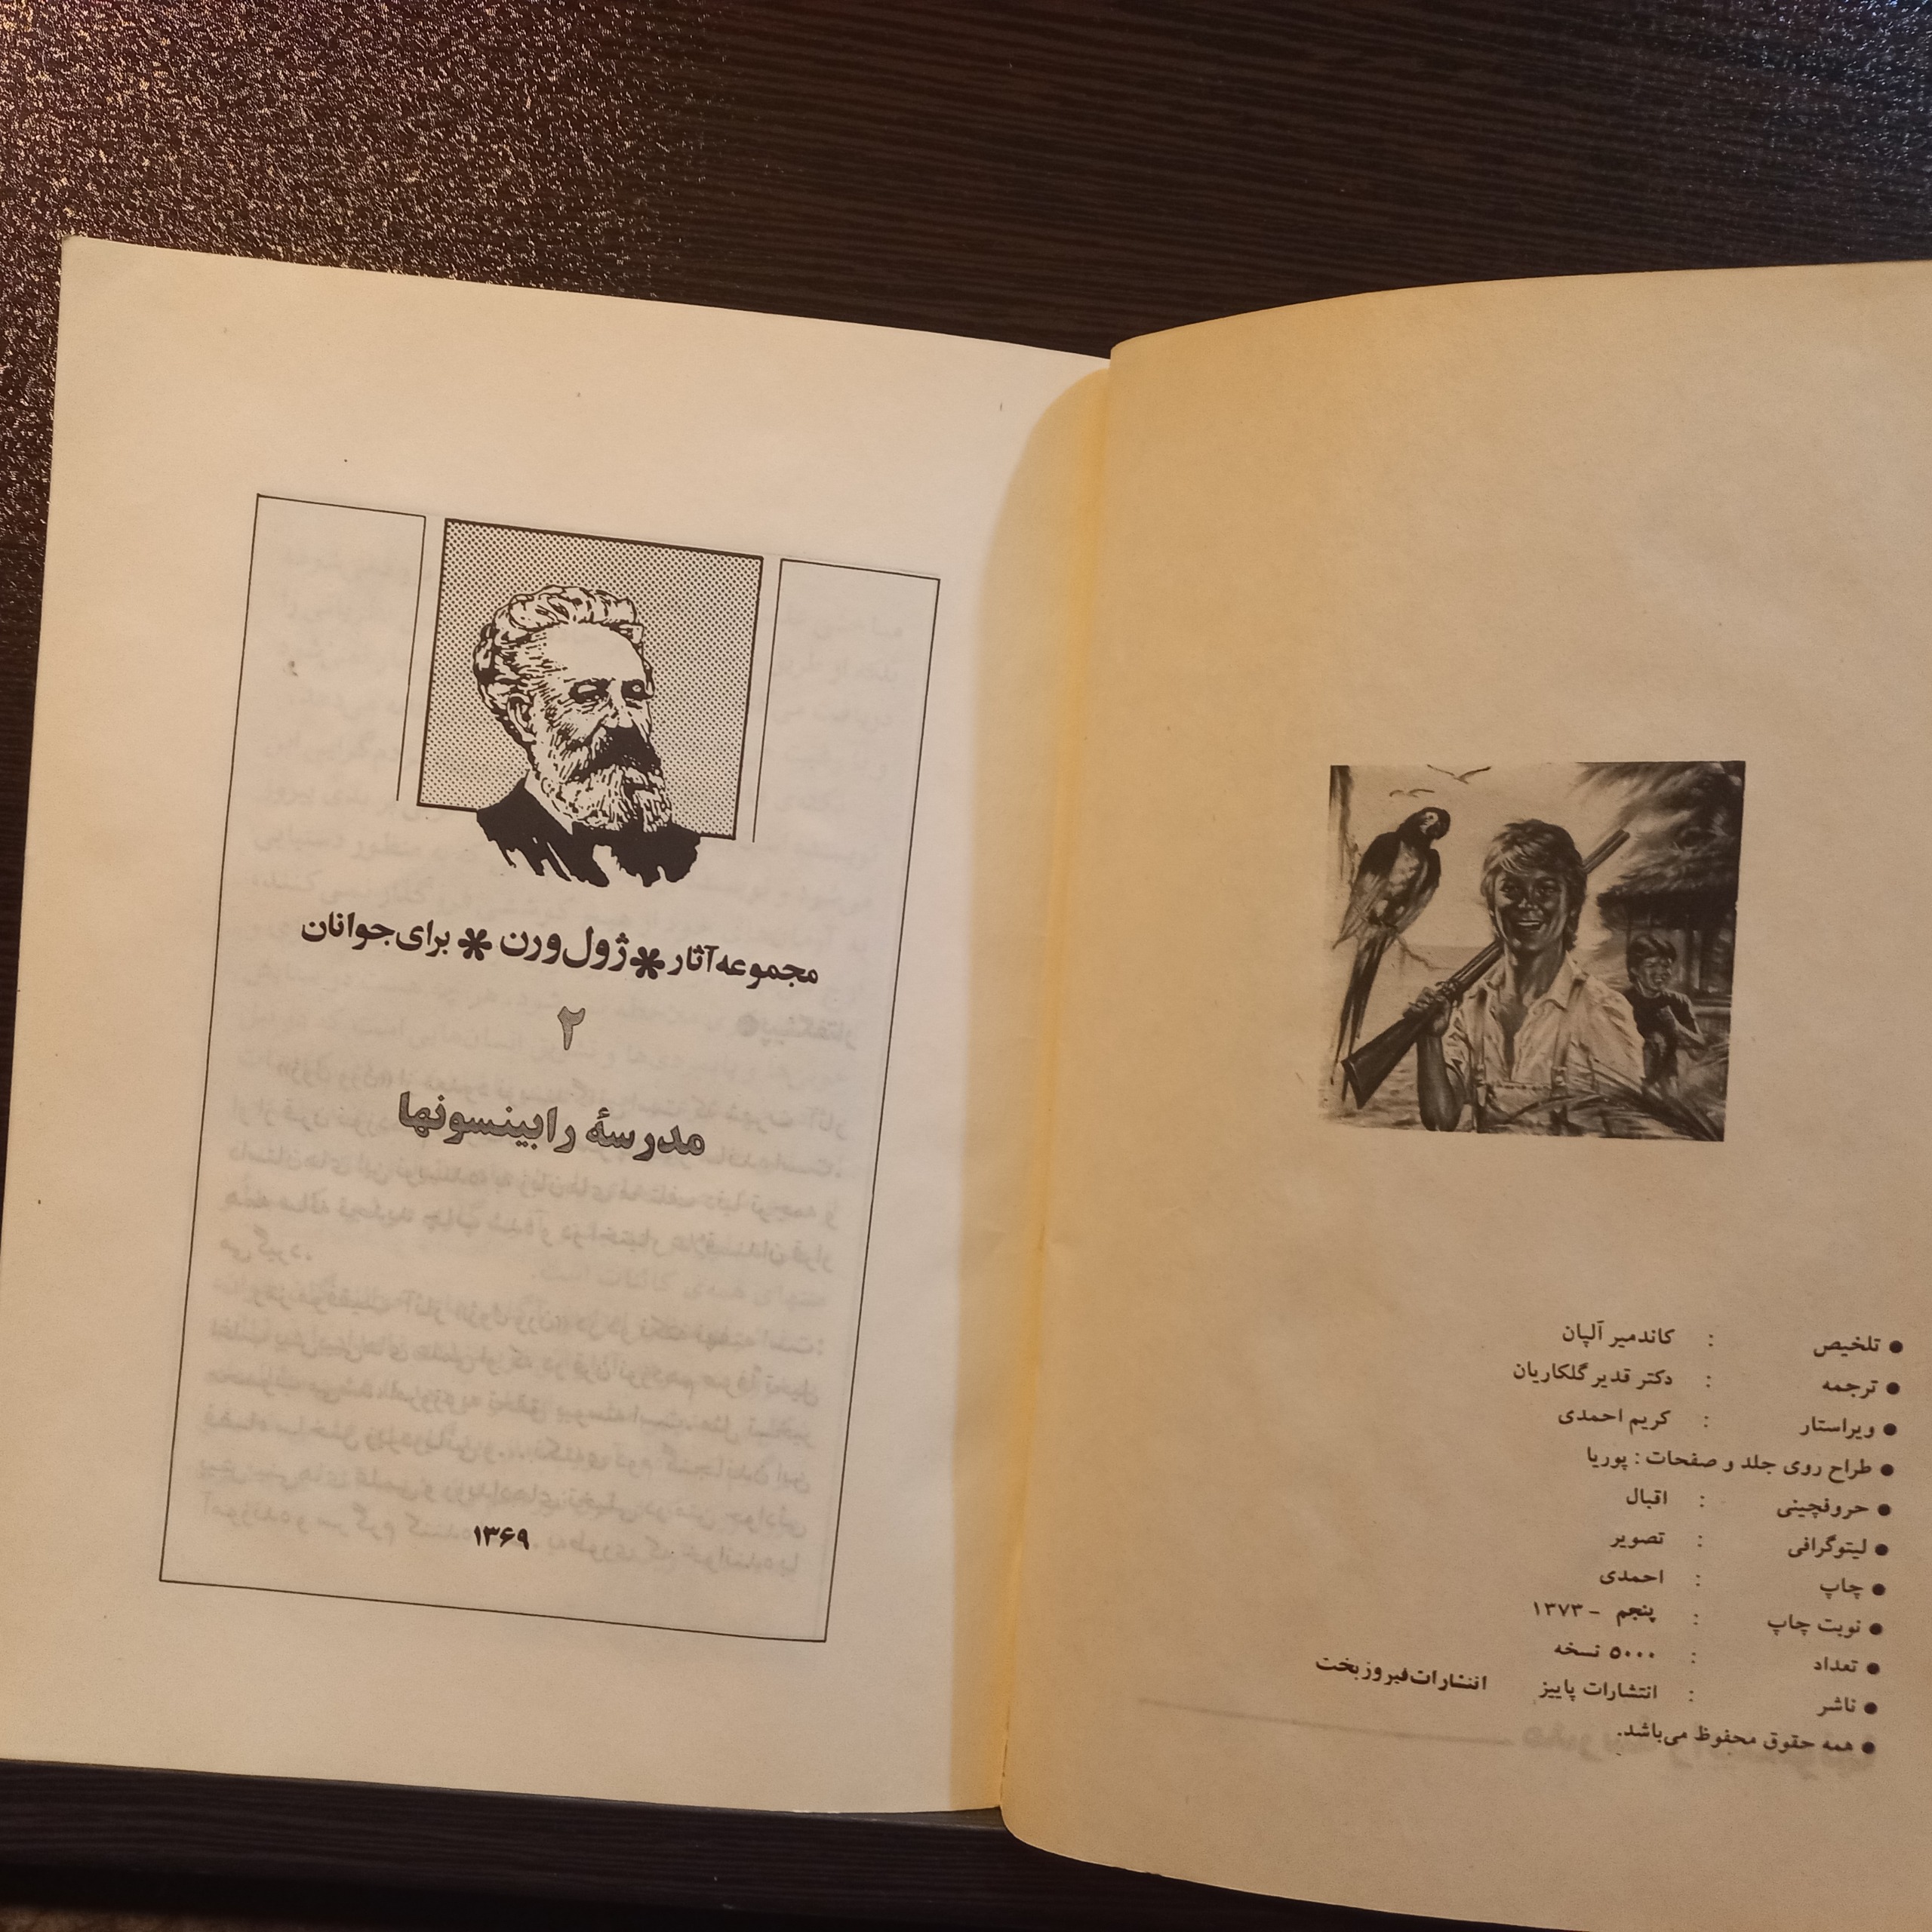 ● تلخیص : کاندمیر آلپان
● ترجمه : دکتر قدیر گلکاریان
● ویراستار : کریم احمدی
● طراح روی جلد و صفحات : پوریا
● حروفچینی : اقبال
● لیتوگرافی : تصویر
● چاپ : احمدی
● نوبت چاپ : پنجم - ۱۳۷۳
● تعداد : ۵۰۰۰ نسخه
● ناشر : انتشارات پاییز انتشارات فیروزبخت
● همه حقوق محفوظ می‌باشد.
مجموعه آثار * ژول ورن * برای جوانان
۲
مدرسهٔ رابینسونها
۱۳۶۹